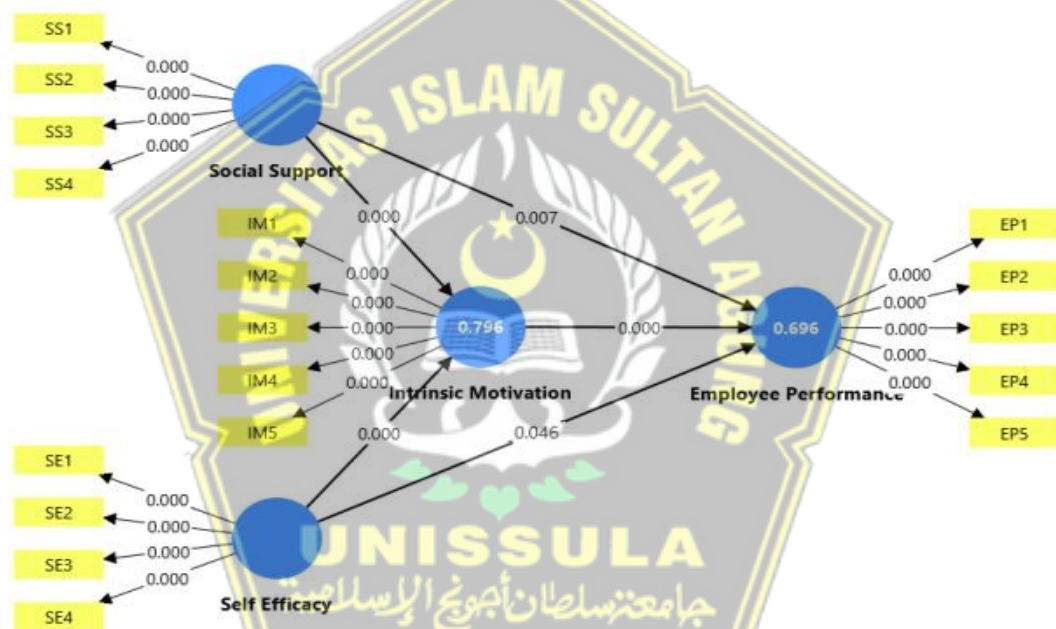 SS1
SS2
SS3
SS4
0.000
0.000
0.000
0.000
Social Support
UNIVERSITAS ISLAM SULTAN AGUNG
0.000
0.007
IM1
IM2
IM3
IM4
IM5
0.000
0.000
0.000
0.000
0.000
0.796
Intrinsic Motivation
0.000
0.696
Employee Performance
EP1
EP2
EP3
EP4
EP5
0.000
0.000
0.000
0.000
0.000
0.000
0.046
SE1
SE2
SE3
SE4
0.000
0.000
0.000
0.000
Self Efficacy
UNISSULA
جامعة سلطان أجونج الإسلامية